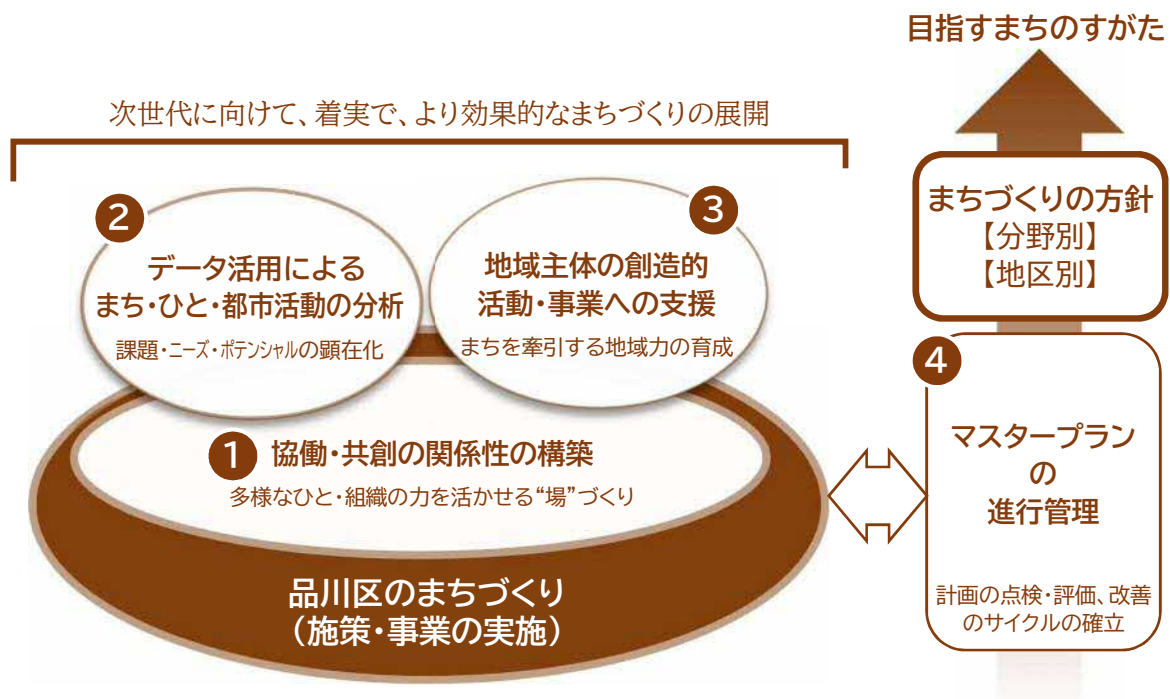 次世代に向けて、着実で、より効果的なまちづくりの展開
2
データ活用による
まち・ひと・都市活動の分析
課題・ニーズ・ポテンシャルの顕在化
3
地域主体の創造的
活動・事業への支援
まちを牽引する地域力の育成
1 協働・共創の関係性の構築
多様なひと・組織の力を活かせる“場”づくり
品川区のまちづくり
（施策・事業の実施）
目指すまちのすがた
まちづくりの方針
【分野別】
【地区別】
4
マスタープラン
の
進行管理
計画の点検・評価、改善
のサイクルの確立